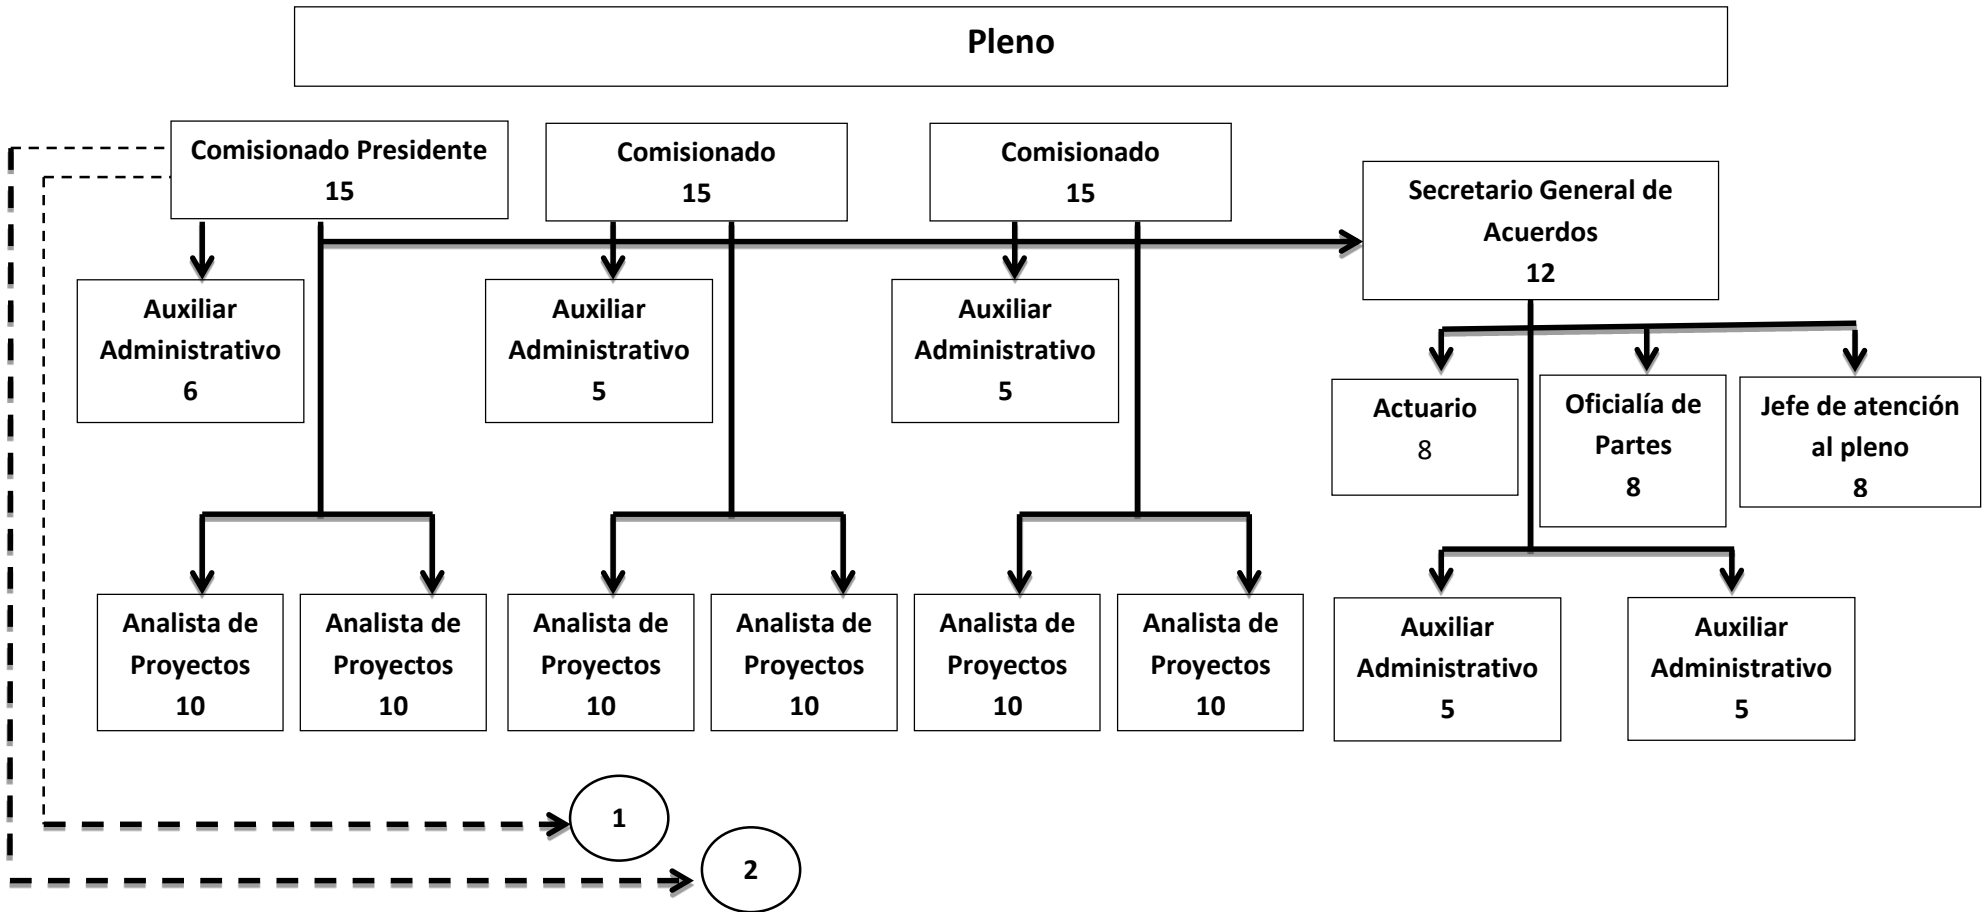 Pleno
Comisionado Presidente
15
Comisionado
15
Comisionado
15
Secretario General de
Acuerdos
12
Auxiliar
Administrativo
6
Auxiliar
Administrativo
5
Auxiliar
Administrativo
5
Actuario
8
Oficialía de
Partes
8
Jefe de atención
al pleno
8
Analista de
Proyectos
10
Analista de
Proyectos
10
Analista de
Proyectos
10
Analista de
Proyectos
10
Analista de
Proyectos
10
Analista de
Proyectos
10
Auxiliar
Administrativo
5
Auxiliar
Administrativo
5
1
2